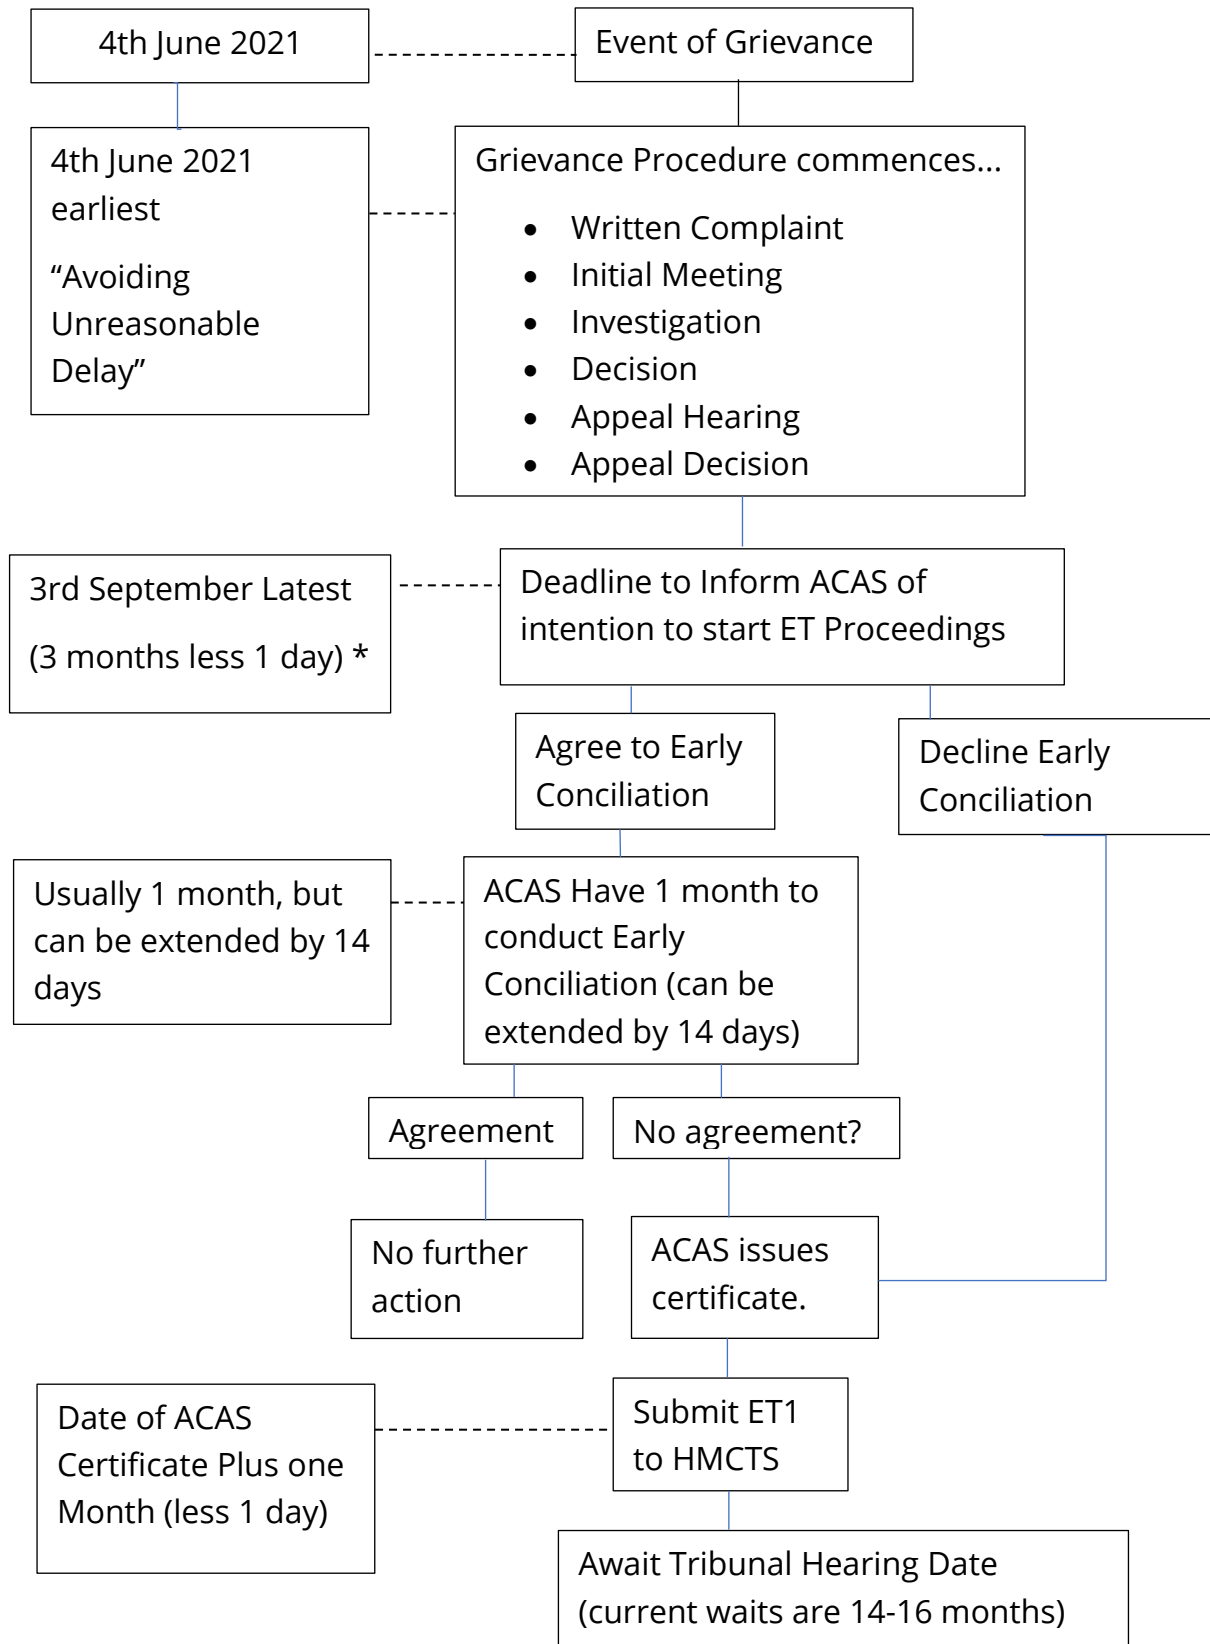 4th June 2021
Event of Grievance
4th June 2021
earliest
“Avoiding
Unreasonable
Delay”
Grievance Procedure commences...
• Written Complaint
• Initial Meeting
• Investigation
• Decision
• Appeal Hearing
• Appeal Decision
3rd September Latest
(3 months less 1 day) *
Deadline to Inform ACAS of
intention to start ET Proceedings
Agree to Early
Conciliation
Decline Early
Conciliation
Usually 1 month, but
can be extended by 14
days
ACAS Have 1 month to
conduct Early
Conciliation (can be
extended by 14 days)
Agreement
No agreement?
No further
action
ACAS issues
certificate.
Date of ACAS
Certificate Plus one
Month (less 1 day)
Submit ET1
to HMCTS
Await Tribunal Hearing Date
(current waits are 14-16 months)